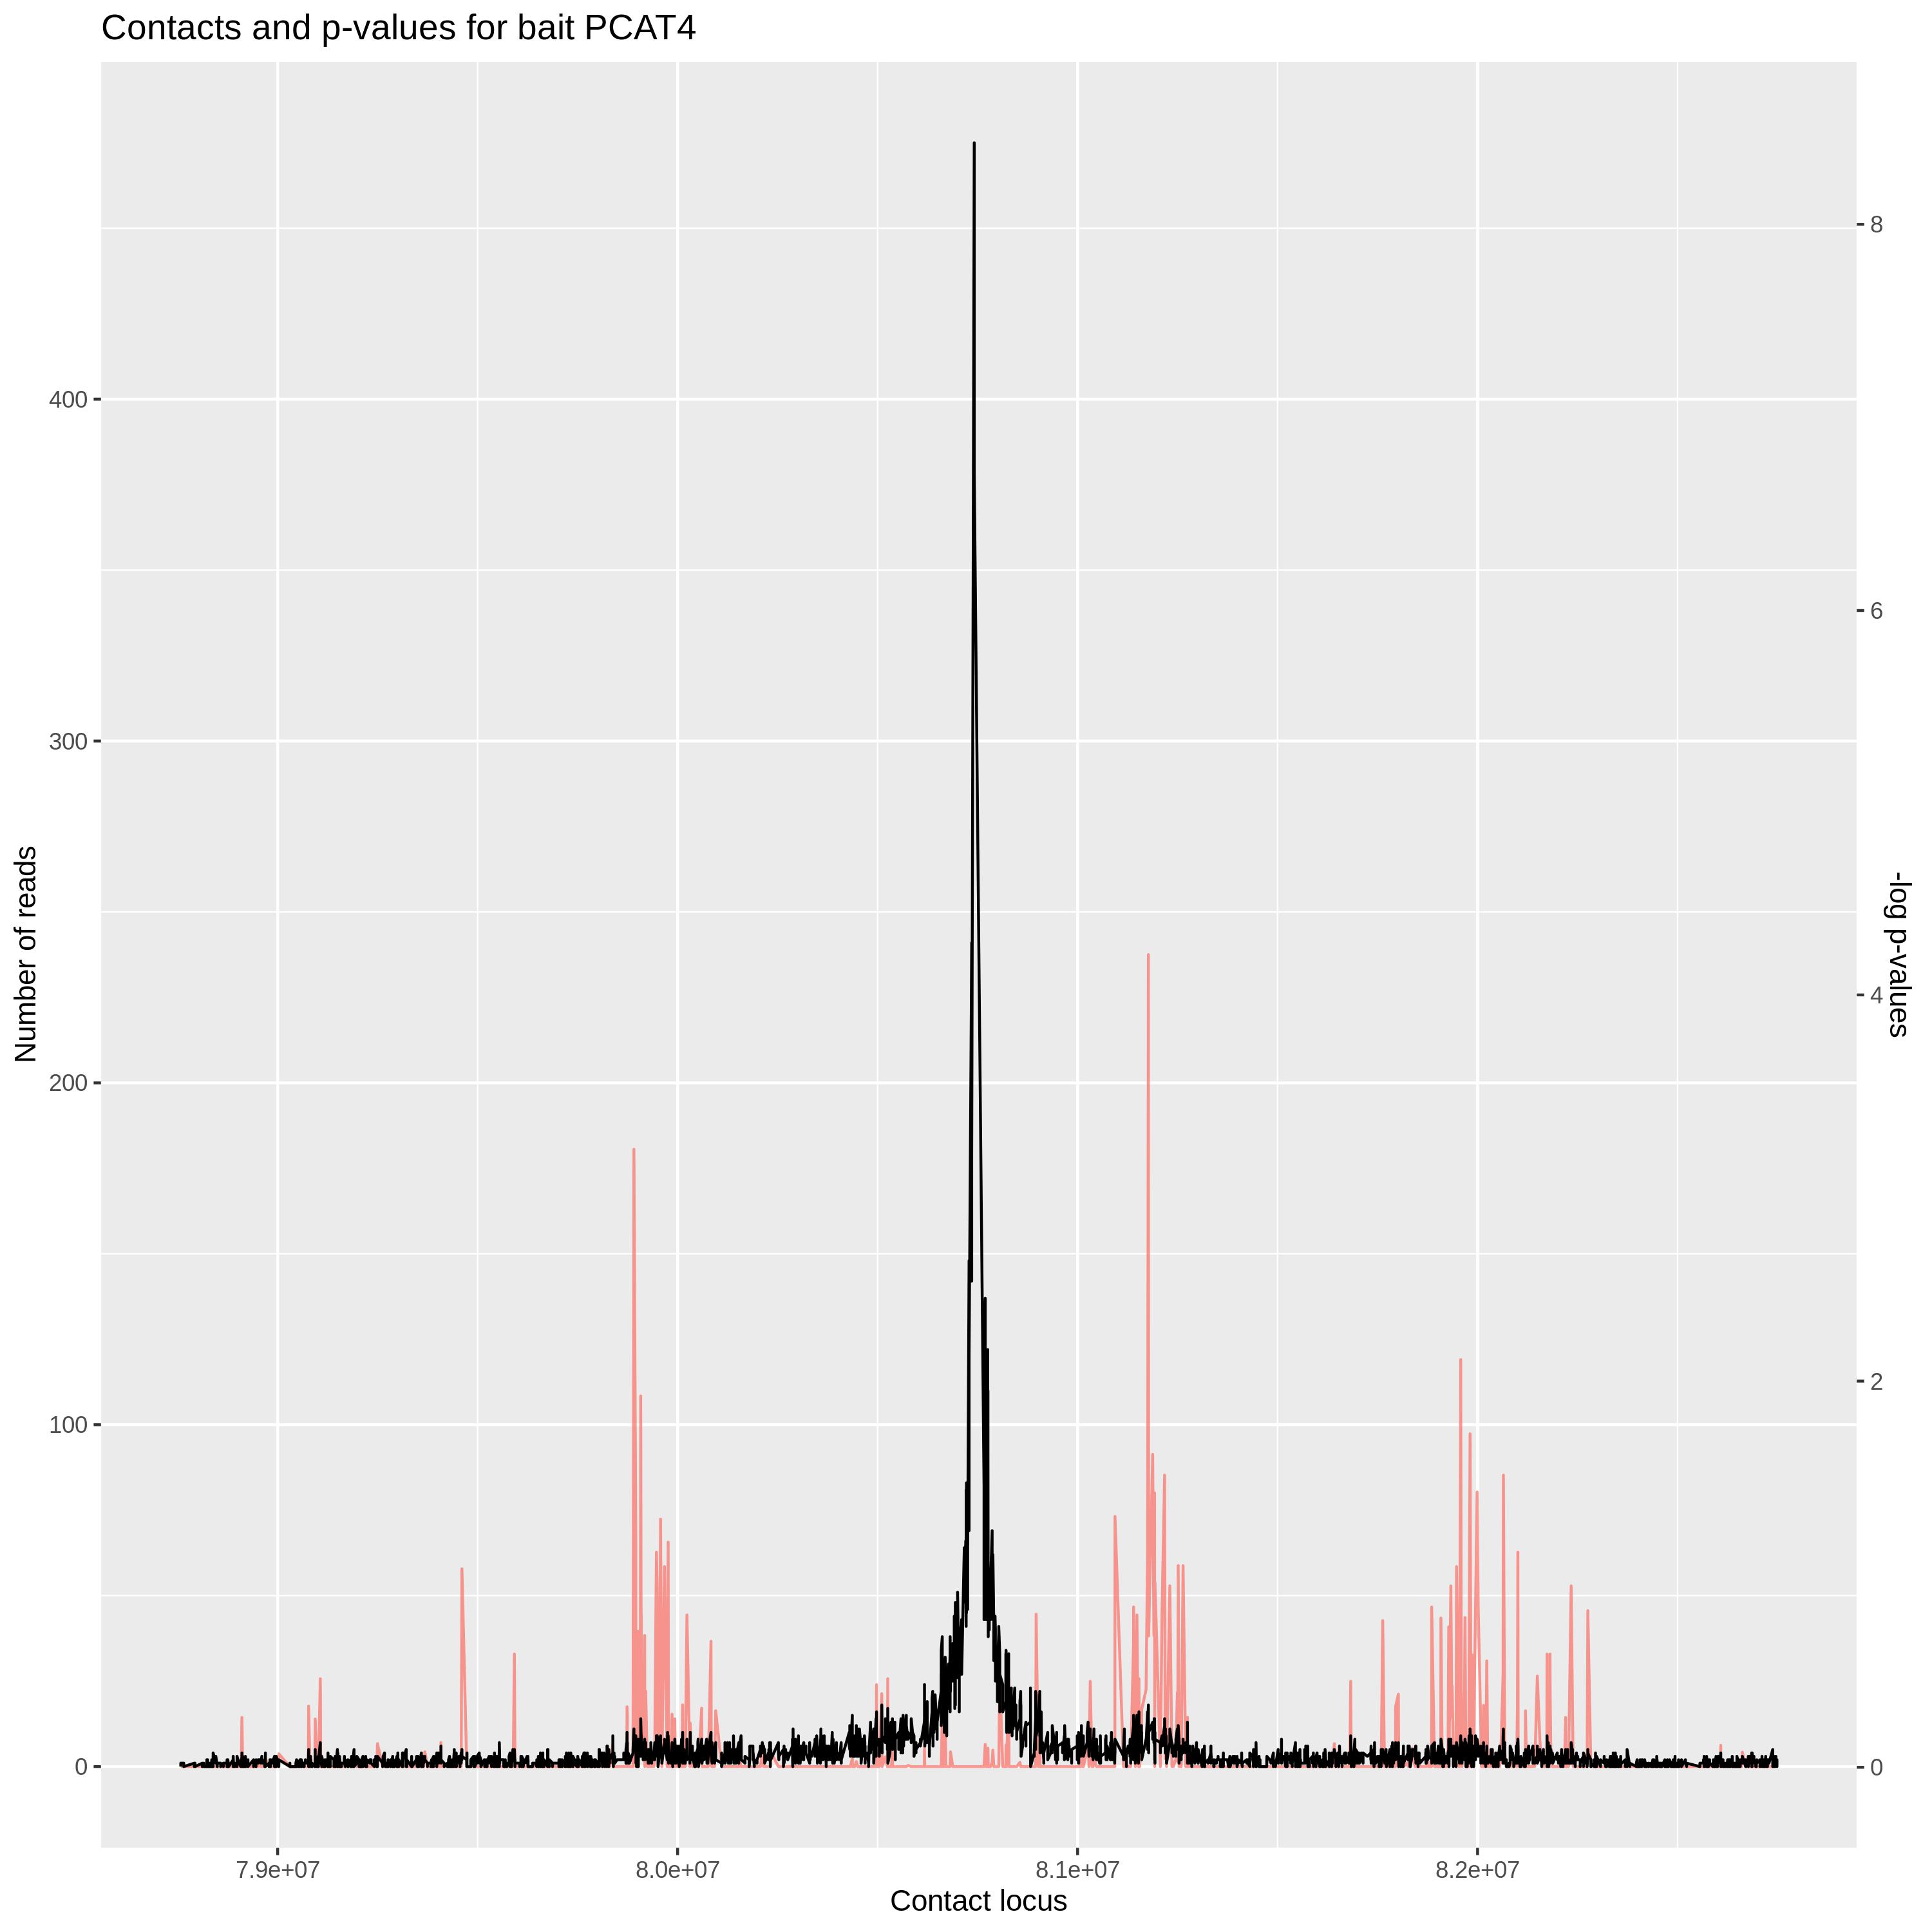 Contacts and p-values for bait PCAT4
Number of reads
400
300
200
100
0
8
6
4
2
0
-log p-values
7.9e+07
8.0e+07
8.1e+07
8.2e+07
Contact locus